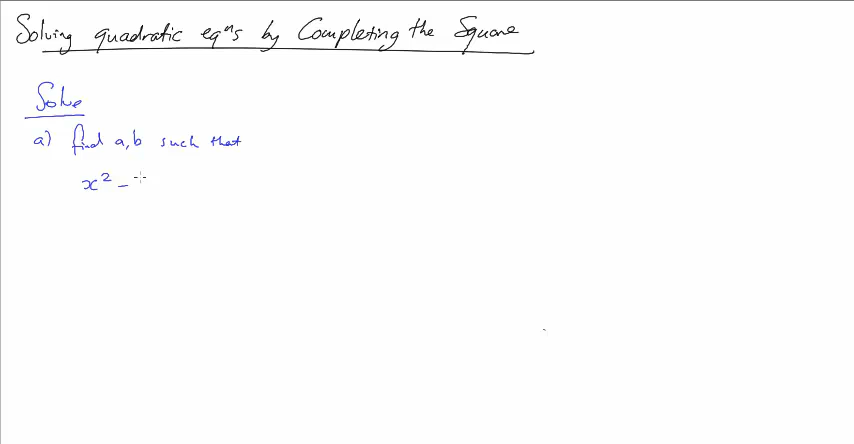 Solving quadratic eqⁿs by Completing the Square
Solve
a) find a, b such that
x² –